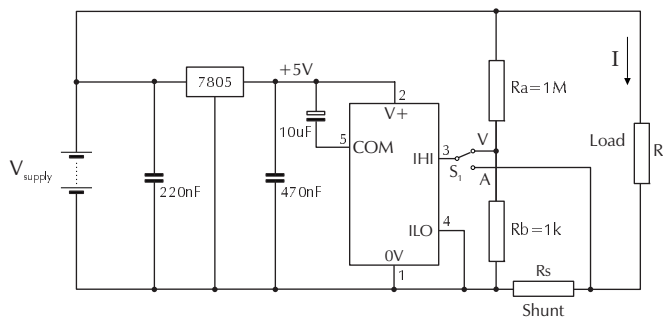 I
+5V
7805
2
V+
Ra=1M
10uF
5
COM
IHI
3
V
S1
A
Load
R
Vsupply
220nF
470nF
ILO
4
Rb=1k
0V
1
Rs
Shunt